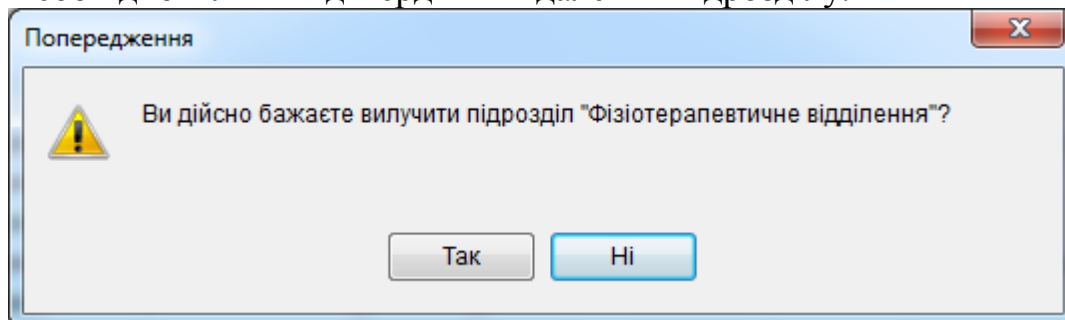 Попередження
Ви дійсно бажаєте вилучити підрозділ "Фізіотерапевтичне відділення"?
Так
Ні